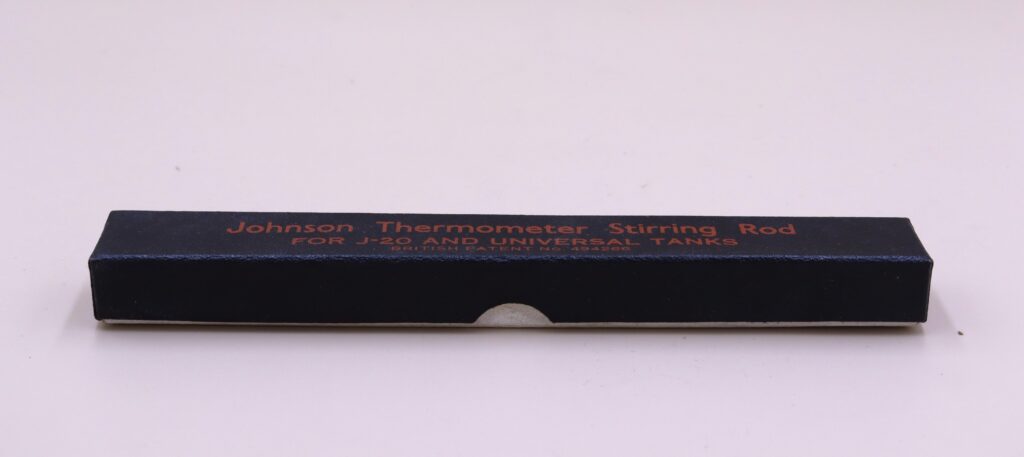 Johnson Thermometer Stirring Rod
FOR J-20 AND UNIVERSAL TANKS
BRITISH PATENT No.